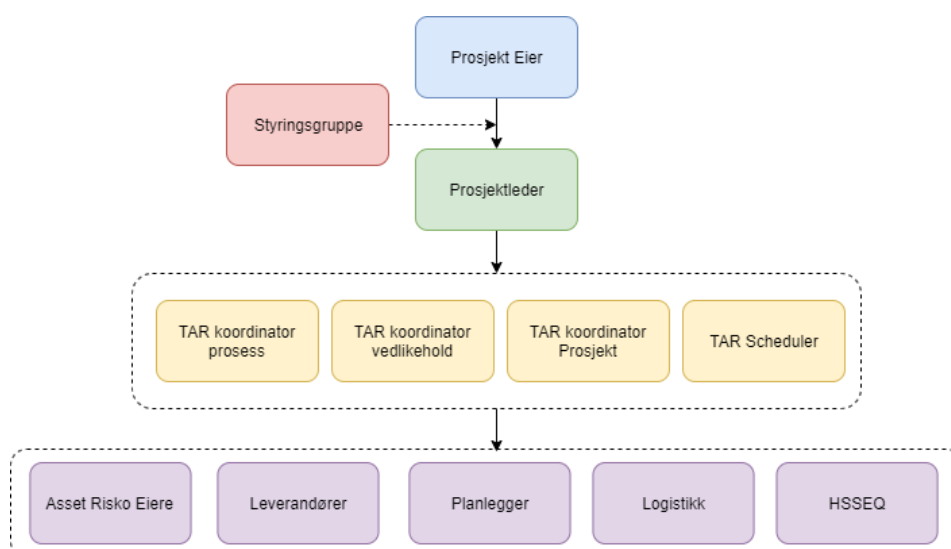 Prosjekt Eier
Styringsgruppe
Prosjektleder
TAR koordinator
prosess
TAR koordinator
vedlikehold
TAR koordinator
Prosjekt
TAR Scheduler
Asset Risko Eiere
Leverandører
Planlegger
Logistikk
HSSEQ